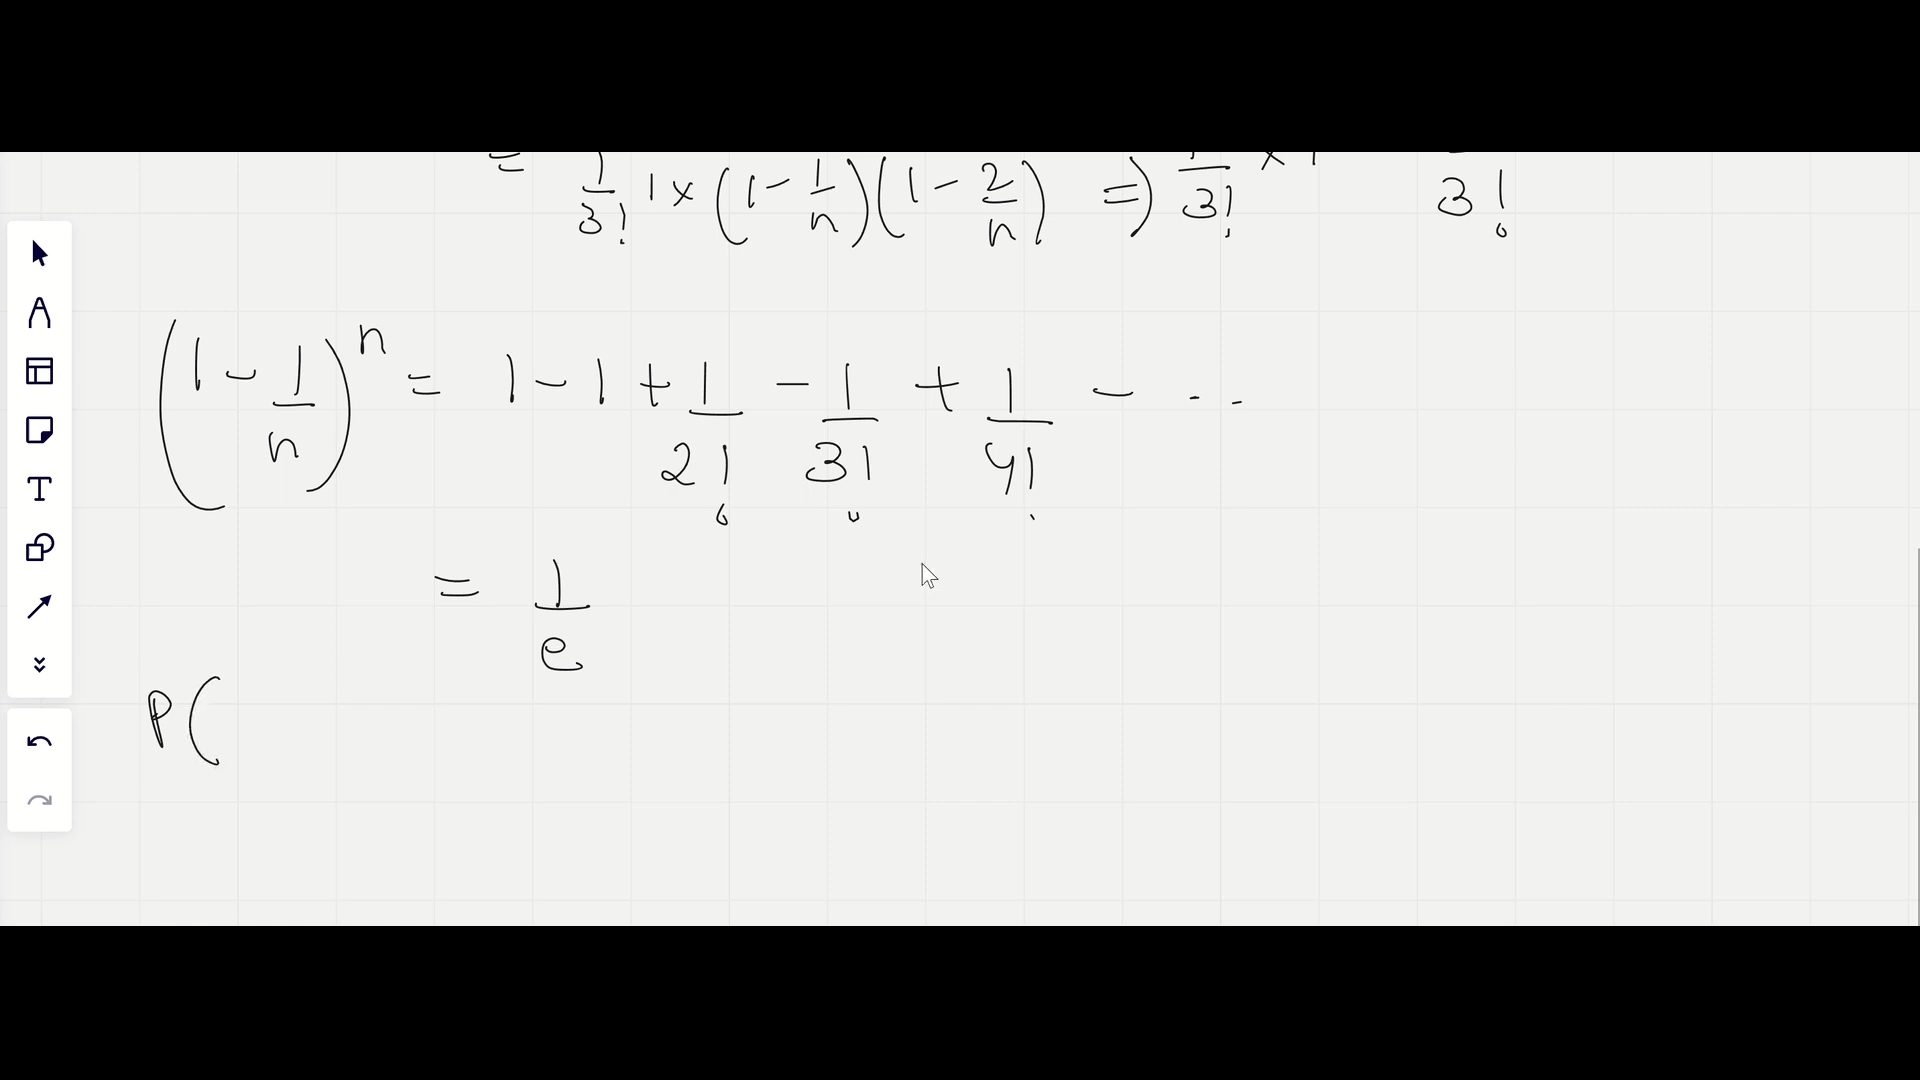 = 1/3! 1 × (1 - 1/n)(1 - 2/n) => 1/3! × 1 3!
(1 - 1/n)^n = 1 - 1 + 1/2! - 1/3! + 1/4! - ..
= 1/e
P(